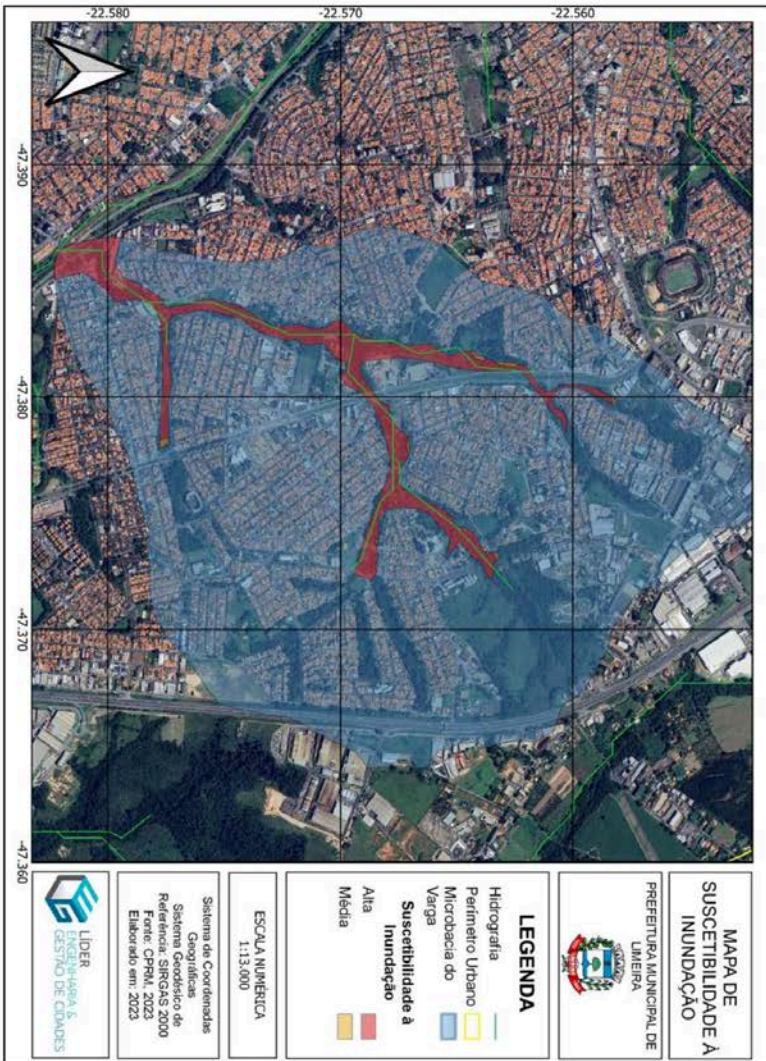 MAPA DE
SUSCETIBILIDADE À
INUNDAÇÃO
PREFEITURA MUNICIPAL DE
LIMEIRA
LEGENDA
Hidrografia
Perímetro Urbano
Microbacia do
Varga
Suscetibilidade à
Inundação
Alta
Média
ESCALA NUMÉRICA
1:13.000
Sistema de Coordenadas
Geográficas
Sistema Geodésico de
Referência: SIRGAS 2000
Fonte: CPRM, 2023
Elaborado em: 2023
LÍDER
ENGENHARIA &
GESTÃO DE CIDADES
-47.390
-47.380
-47.370
-47.360
-22.560
-22.570
-22.580